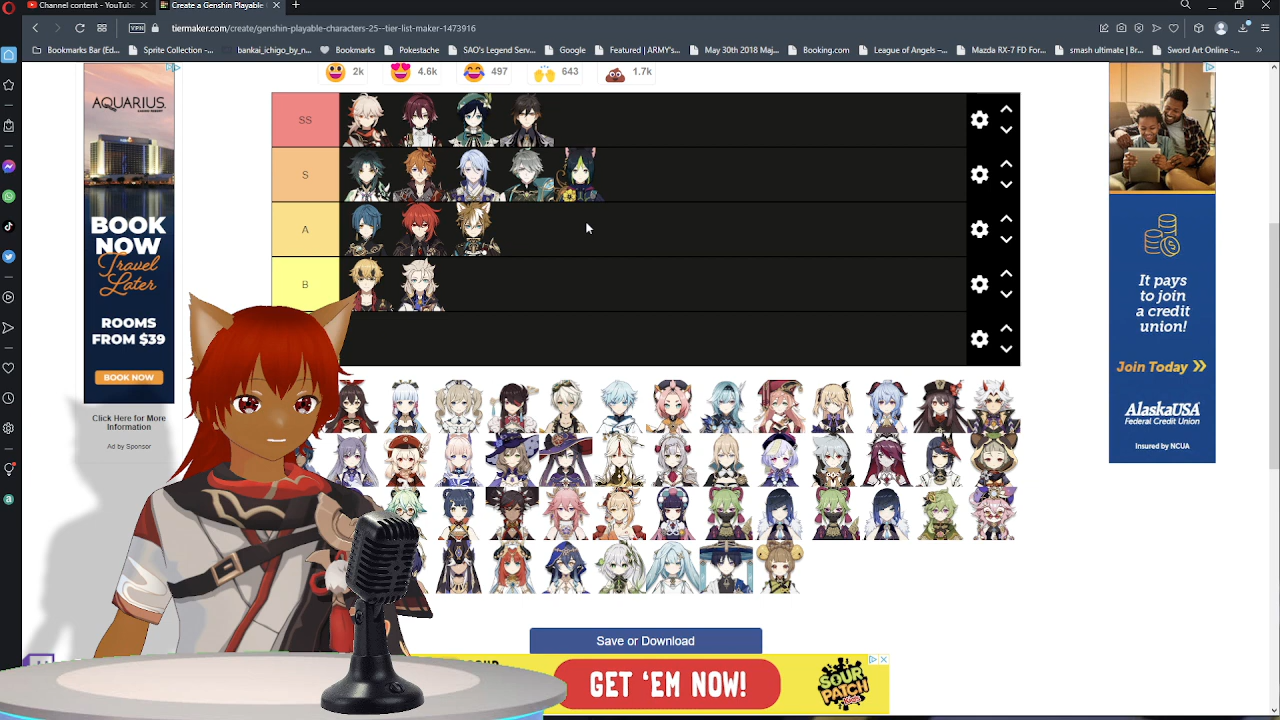 Channel content - YouTube
Create a Genshin Playable
VPN
tiermaker.com/create/genshin-playable-characters-25--tier-list-maker-1473916
Bookmarks Bar (Ed...
Sprite Collection -...
bankai_ichigo_by_n...
Bookmarks
Pokestache
SAO's Legend Serv...
Google
Featured | ARMY's...
May 30th 2018 Maj...
Booking.com
League of Angels -...
Mazda RX-7 FD For...
smash ultimate | Br...
Sword Art Online -...
2k
4.6k
497
643
1.7k
SS
S
A
B
AQUARIUS
BOOK
NOW
Travel
Later
ROOMS
FROM $39
BOOK NOW
Click Here for More
Information
Ad by Sponsor
It pays
to join
a credit
union!
Join Today
AlaskaUSA
Federal Credit Union
Insured by NCUA
Save or Download
GET 'EM NOW!
SOUR
PATCH
KIDS